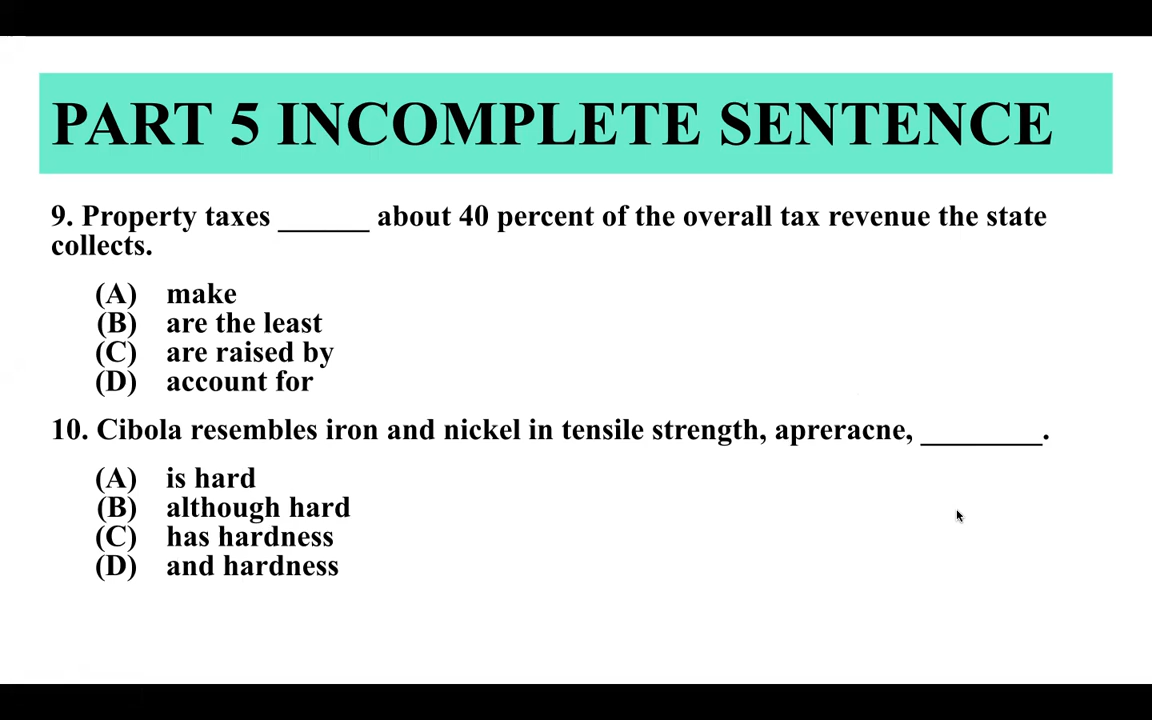 PART 5 INCOMPLETE SENTENCE
9. Property taxes ______ about 40 percent of the overall tax revenue the state
collects.
(A) make
(B) are the least
(C) are raised by
(D) account for
10. Cibola resembles iron and nickel in tensile strength, apreracne, ________.
(A) is hard
(B) although hard
(C) has hardness
(D) and hardness